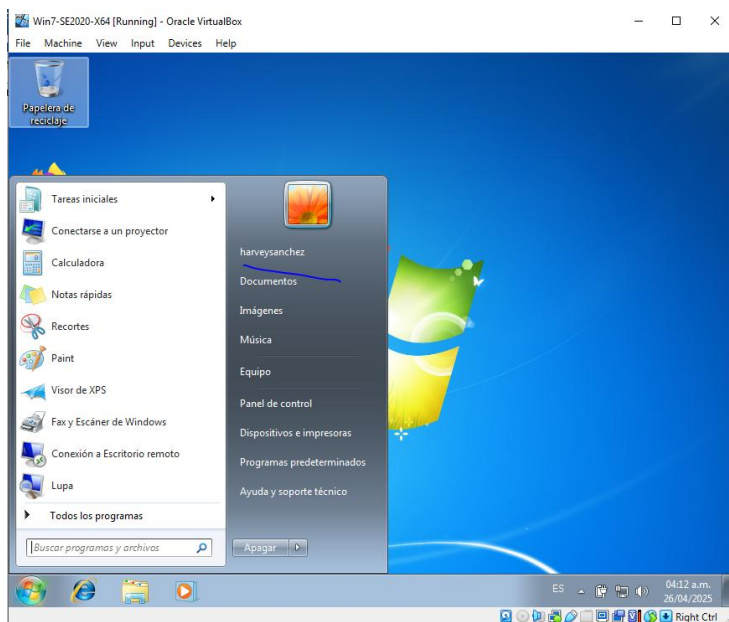 Win7-SE2020-X64 [Running] - Oracle VirtualBox
File Machine View Input Devices Help
Papelera de
reciclaje
Tareas iniciales
Conectarse a un proyector
Calculadora
Notas rápidas
Recortes
Paint
Visor de XPS
Fax y Escáner de Windows
Conexión a Escritorio remoto
Lupa
Todos los programas
Buscar programas y archivos
harveysanchez
Documentos
Imágenes
Música
Equipo
Panel de control
Dispositivos e impresoras
Programas predeterminados
Ayuda y soporte técnico
Apagar
ES
04:12 a.m.
26/04/2025
Right Ctrl